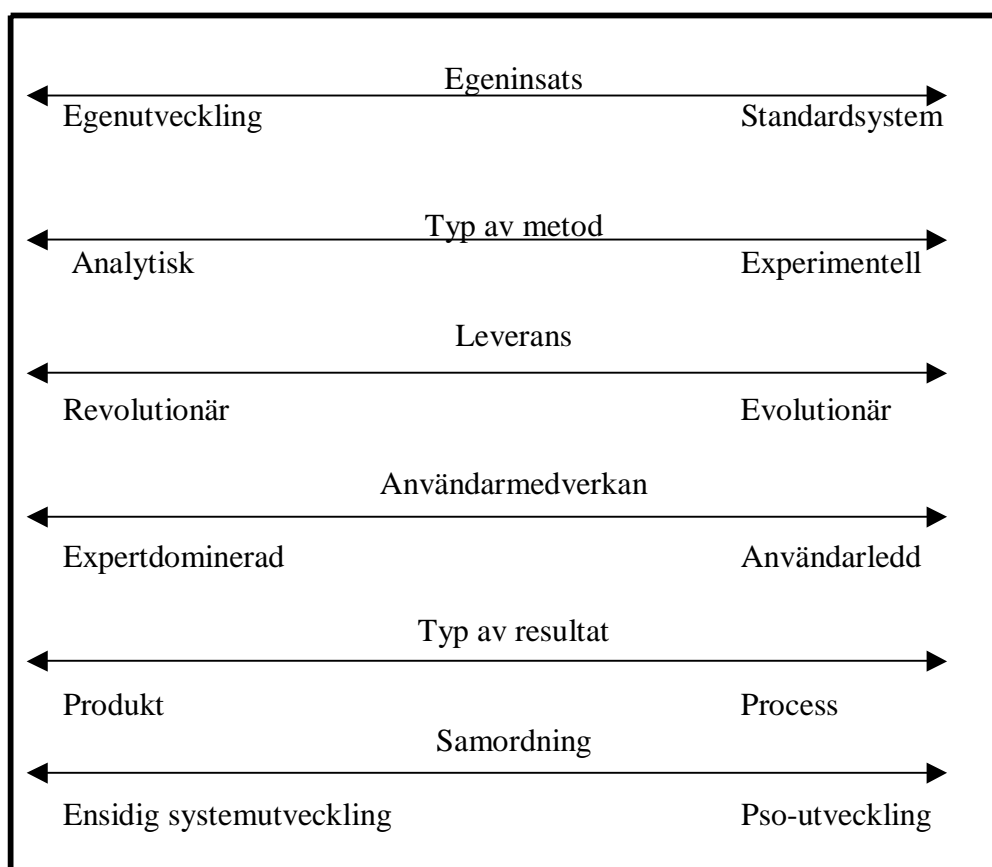 Egeninsats
Egenutveckling Standardsystem
Typ av metod
Analytisk Experimentell
Leverans
Revolutionär Evolutionär
Användarmedverkan
Expertdominerad Användarledd
Typ av resultat
Produkt Process
Samordning
Ensidig systemutveckling Pso-utveckling